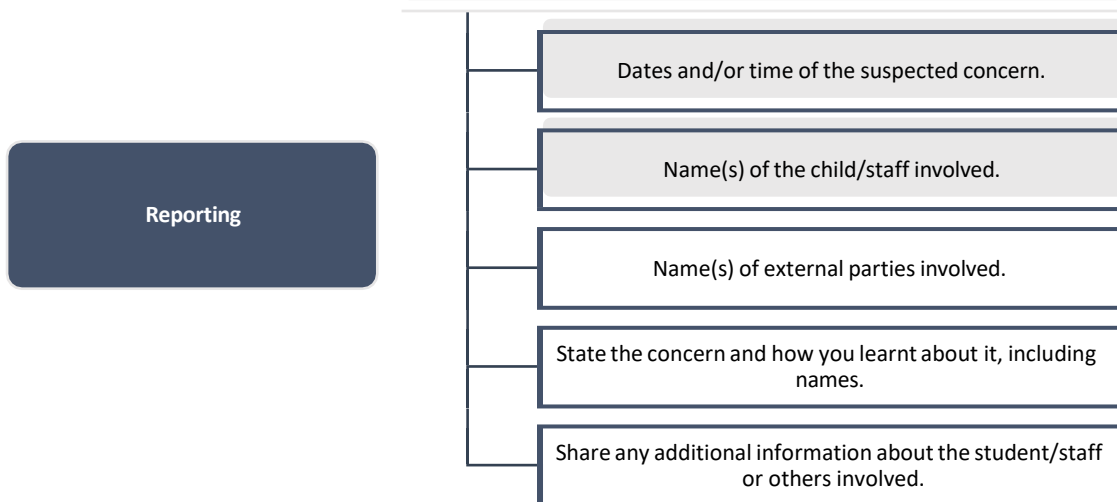 Reporting
Dates and/or time of the suspected concern.
Name(s) of the child/staff involved.
Name(s) of external parties involved.
State the concern and how you learnt about it, including
names.
Share any additional information about the student/staff
or others involved.